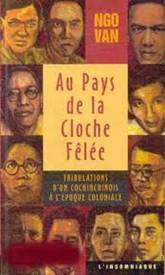 NGO
VAN
Au Pays
de la
Cloche
Fêlée
TRIBULATIONS
D'UN COCHINCHINOIS
À L'ÉPOQUE COLONIALE
L'INSOMNIAQUE